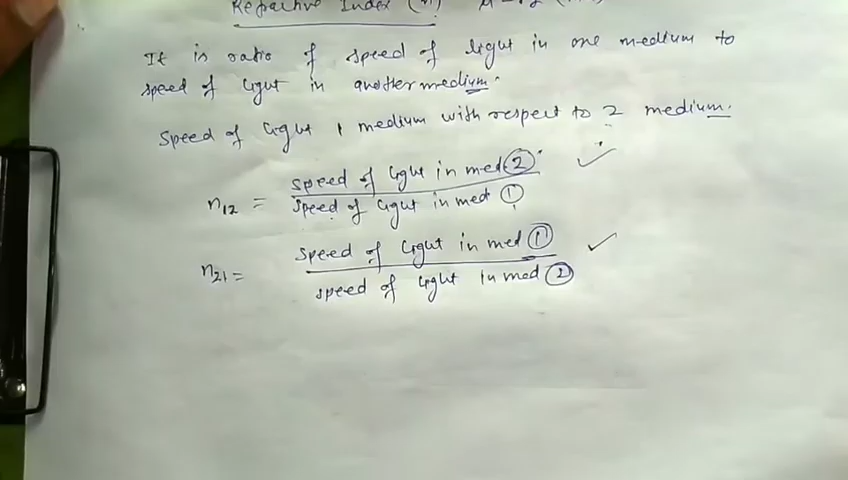 Refractive Index (n)
It is ratio of speed of light in one medium to
speed of light in another medium.
Speed of light 1 medium with respect to 2 medium.
n12 = speed of light in med ②
speed of light in med ①
n21 = speed of light in med ①
speed of light in med ②